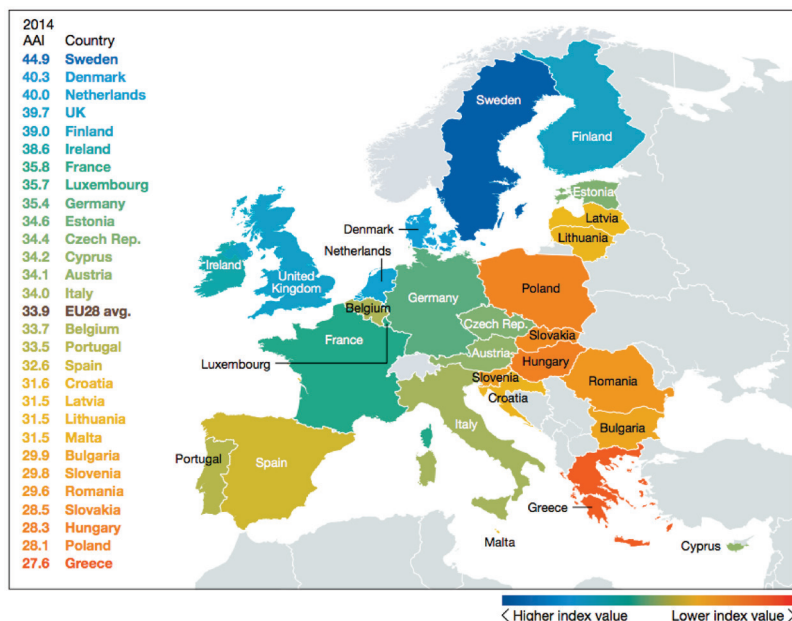 2014
AAI Country
44.9 Sweden
40.3 Denmark
40.0 Netherlands
39.7 UK
39.0 Finland
38.6 Ireland
35.8 France
35.7 Luxembourg
35.4 Germany
34.6 Estonia
34.4 Czech Rep.
34.2 Cyprus
34.1 Austria
34.0 Italy
33.9 EU28 avg.
33.7 Belgium
33.5 Portugal
32.6 Spain
31.6 Croatia
31.5 Latvia
31.5 Lithuania
31.5 Malta
29.9 Bulgaria
29.8 Slovenia
29.6 Romania
28.5 Slovakia
28.3 Hungary
28.1 Poland
27.6 Greece
Sweden
Finland
Estonia
Latvia
Lithuania
Denmark
Netherlands
Ireland
United
Kingdom
Poland
Germany
Belgium
Czech Rep.
Slovakia
France
Luxembourg
Austria
Hungary
Slovenia
Romania
Croatia
Italy
Bulgaria
Portugal
Spain
Greece
Malta
Cyprus
< Higher index value
Lower index value >